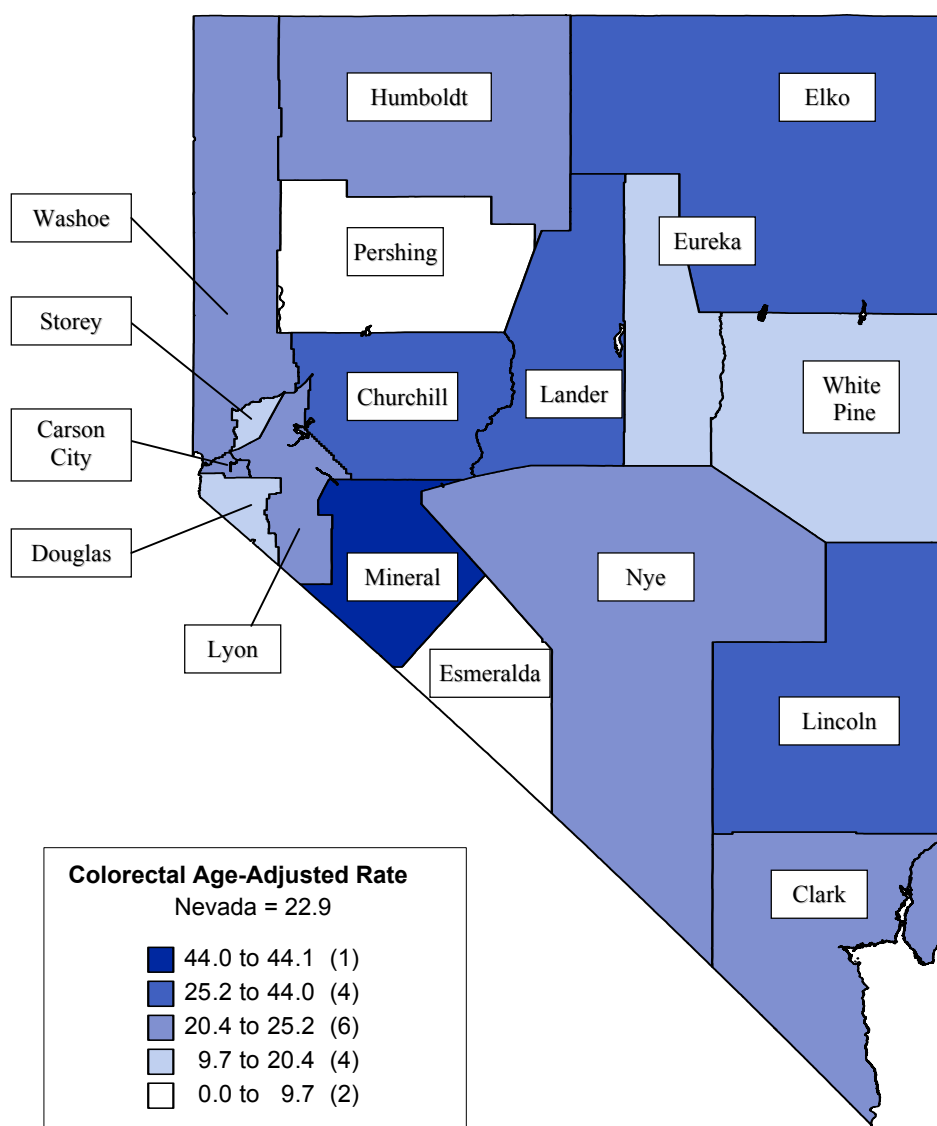 Humboldt
Elko
Washoe
Pershing
Eureka
Storey
Churchill
Lander
White
Pine
Carson
City
Douglas
Mineral
Nye
Lyon
Esmeralda
Lincoln
Clark
Colorectal Age-Adjusted Rate
Nevada = 22.9
44.0 to 44.1 (1)
25.2 to 44.0 (4)
20.4 to 25.2 (6)
9.7 to 20.4 (4)
0.0 to 9.7 (2)